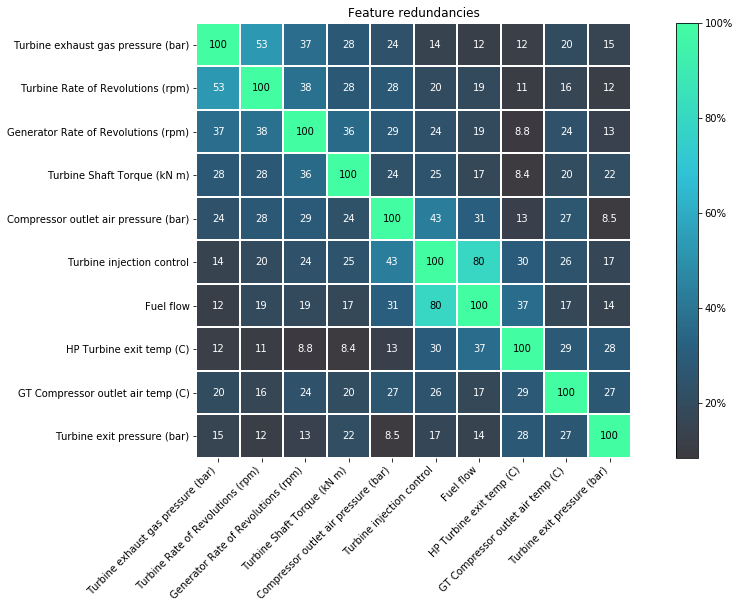 Feature redundancies
Turbine exhaust gas pressure (bar) 100 53 37 28 24 14 12 12 20 15
Turbine Rate of Revolutions (rpm) 53 100 38 28 28 20 19 11 16 12
Generator Rate of Revolutions (rpm) 37 38 100 36 29 24 19 8.8 24 13
Turbine Shaft Torque (kN m) 28 28 36 100 24 25 17 8.4 20 22
Compressor outlet air pressure (bar) 24 28 29 24 100 43 31 13 27 8.5
Turbine injection control 14 20 24 25 43 100 80 30 26 17
Fuel flow 12 19 19 17 31 80 100 37 17 14
HP Turbine exit temp (C) 12 11 8.8 8.4 13 30 37 100 29 28
GT Compressor outlet air temp (C) 20 16 24 20 27 26 17 29 100 27
Turbine exit pressure (bar) 15 12 13 22 8.5 17 14 28 27 100
Turbine exhaust gas pressure (bar)
Turbine Rate of Revolutions (rpm)
Generator Rate of Revolutions (rpm)
Turbine Shaft Torque (kN m)
Compressor outlet air pressure (bar)
Turbine injection control
Fuel flow
HP Turbine exit temp (C)
GT Compressor outlet air temp (C)
Turbine exit pressure (bar)
100%
80%
60%
40%
20%